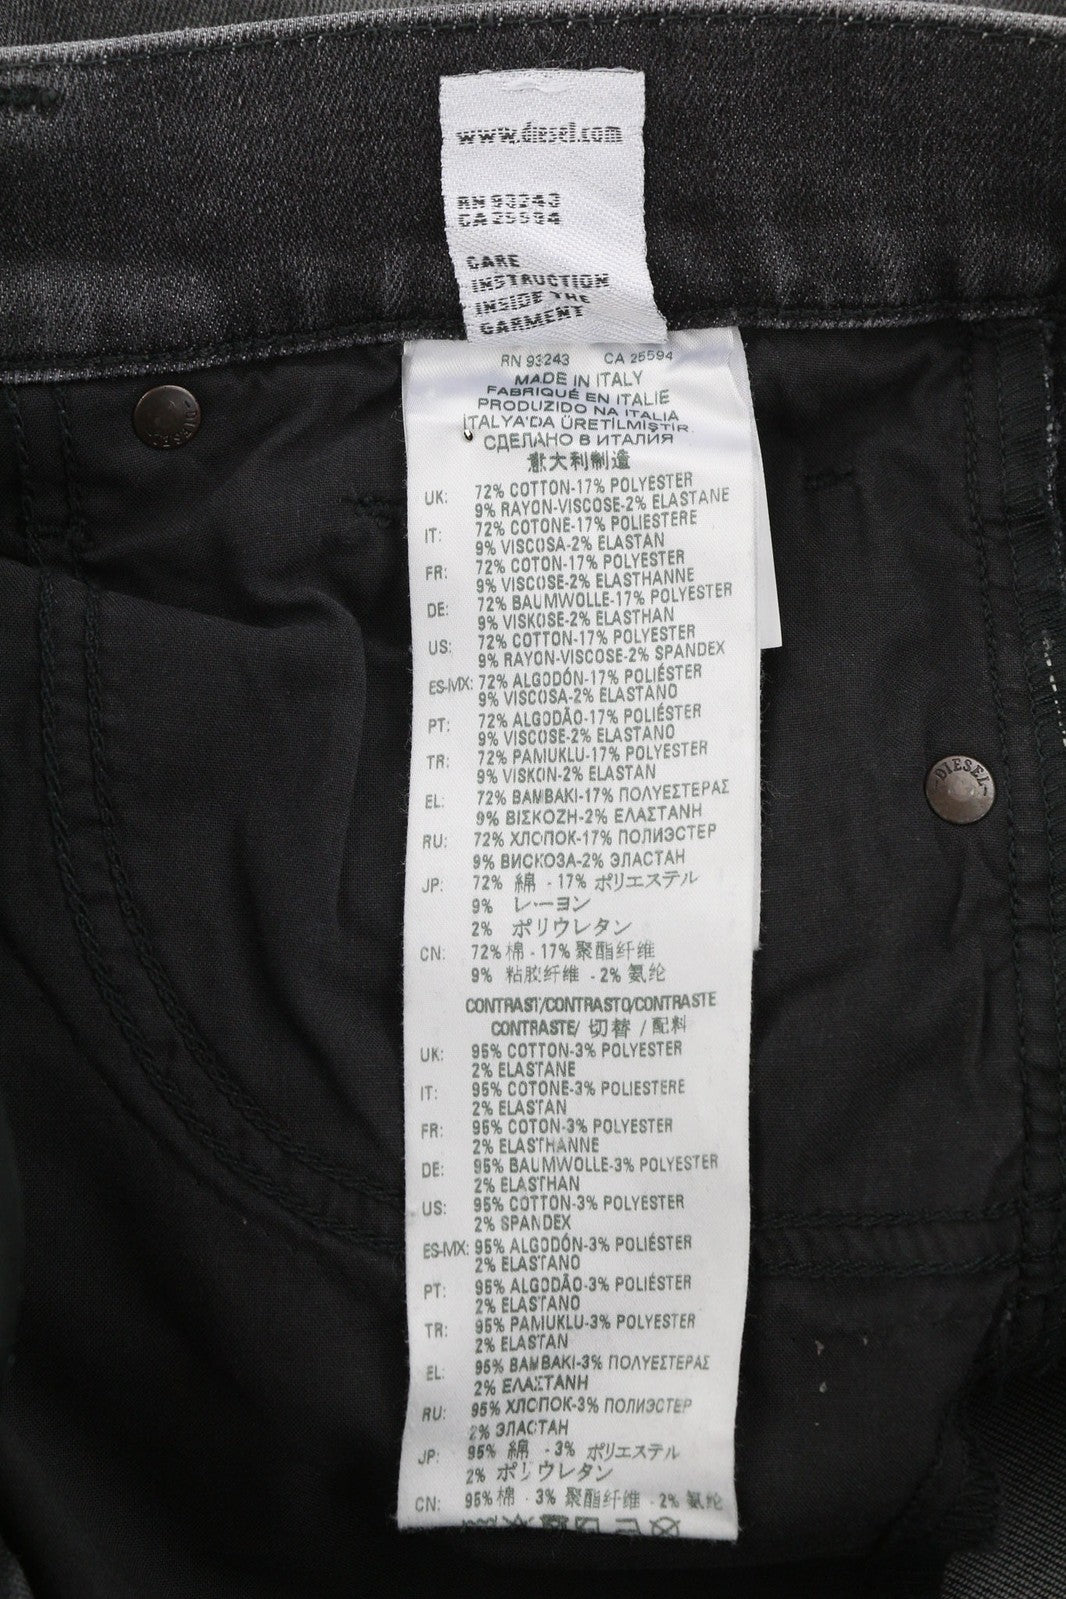 www.diesel.com
RN 93243
CA 25594
CARE
INSTRUCTION
INSIDE THE
GARMENT
RN 93243 CA 25594
MADE IN ITALY
FABRIQUÉ EN ITALIE
PRODUZIDO NA ITALIA
İTALYA'DA ÜRETİLMİŞTİR
СДЕЛАНО В ИТАЛИЯ
意大利制造
DIESEL
UK: 72% COTTON-17% POLYESTER
9% RAYON-VISCOSE-2% ELASTANE
IT: 72% COTONE-17% POLIESTERE
9% VISCOSA-2% ELASTAN
FR: 72% COTON-17% POLYESTER
9% VISCOSE-2% ELASTHANNE
DE: 72% BAUMWOLLE-17% POLYESTER
9% VISKOSE-2% ELASTHAN
US: 72% COTTON-17% POLYESTER
9% RAYON-VISCOSE-2% SPANDEX
ES-MX: 72% ALGODÓN-17% POLIÉSTER
9% VISCOSA-2% ELASTANO
PT: 72% ALGODÃO-17% POLIÉSTER
9% VISCOSE-2% ELASTANO
TR: 72% PAMUKLU-17% POLYESTER
9% VISKON-2% ELASTAN
DIESEL
EL: 72% ΒΑΜΒΑΚΙ-17% ΠΟΛΥΕΣΤΕΡΑΣ
9% ΒΙΣΚΟΖΗ-2% ΕΛΑΣΤΑΝΗ
RU: 72% ХЛОПОК-17% ПОЛИЭСТЕР
9% ВИСКОЗА-2% ЭЛАСТАН
JP: 72% 綿 - 17% ポリエステル
9% レーヨン
2% ポリウレタン
CN: 72% 棉 - 17% 聚酯纤维
9% 粘胶纤维 - 2% 氨纶
CONTRAST/CONTRASTO/CONTRASTE
CONTRASTE/ 切替 / 配料
UK: 95% COTTON-3% POLYESTER
2% ELASTANE
IT: 95% COTONE-3% POLIESTERE
2% ELASTAN
FR: 95% COTON-3% POLYESTER
2% ELASTHANNE
DE: 95% BAUMWOLLE-3% POLYESTER
2% ELASTHAN
US: 95% COTTON-3% POLYESTER
2% SPANDEX
ES-MX: 95% ALGODÓN-3% POLIÉSTER
2% ELASTANO
PT: 95% ALGODÃO-3% POLIÉSTER
2% ELASTANO
TR: 95% PAMUKLU-3% POLYESTER
2% ELASTAN
EL: 95% ΒΑΜΒΑΚΙ-3% ΠΟΛΥΕΣΤΕΡΑΣ
2% ΕΛΑΣΤΑΝΗ
RU: 95% ХЛОПОК-3% ПОЛИЭСТЕР
2% ЭЛАСТАН
JP: 95% 綿 - 3% ポリエステル
2% ポリウレタン
CN: 95% 棉 - 3% 聚酯纤维 - 2% 氨纶